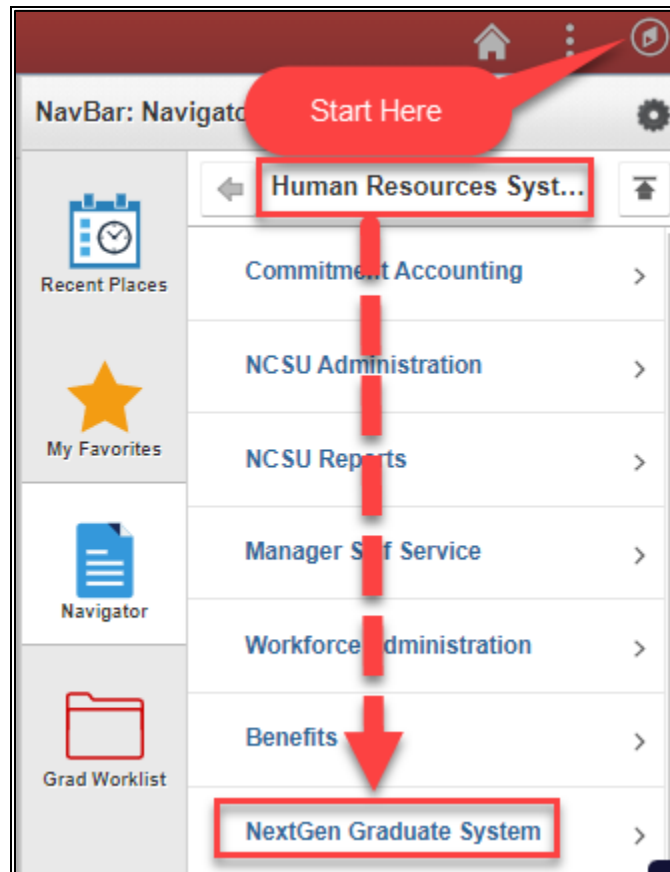 Start Here
NavBar: Navigato
Human Resources Syst...
Recent Places
Commitment Accounting
NCSU Administration
My Favorites
NCSU Reports
Manager Self Service
Navigator
Workforce Administration
Benefits
Grad Worklist
NextGen Graduate System